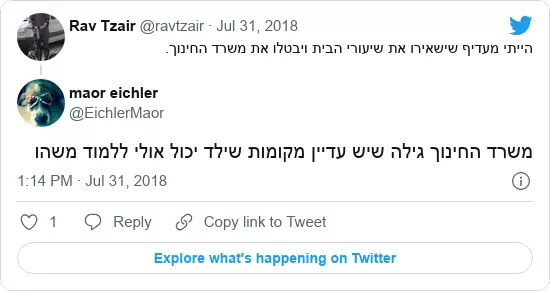 Rav Tzair @ravtzair · Jul 31, 2018
הייתי מעדיף שישאירו את שיעורי הבית ויבטלו את משרד החינוך.
maor eichler
@EichlerMaor
משרד החינוך גילה שיש עדיין מקומות שילד יכול אולי ללמוד משהו
1:14 PM · Jul 31, 2018
1 Reply Copy link to Tweet
Explore what's happening on Twitter